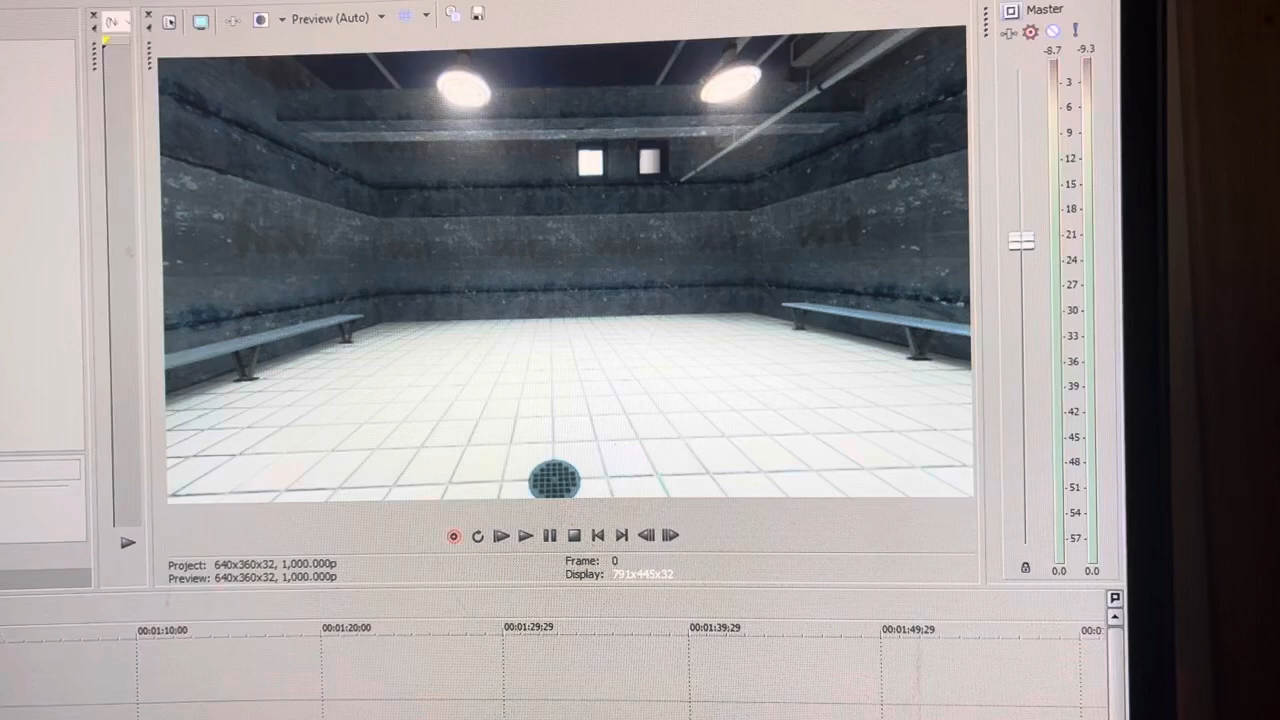 Preview (Auto)
Master
-8.7 -9.3
- 3 -
- 6 -
- 9 -
- 12 -
- 15 -
- 18 -
- 21 -
- 24 -
- 27 -
- 30 -
- 33 -
- 36 -
- 39 -
- 42 -
- 45 -
- 48 -
- 51 -
- 54 -
- 57 -
0.0 0.0
Project: 640x360x32, 1,000.000p
Preview: 640x360x32, 1,000.000p
Frame: 0
Display: 791x445x32
00:01:10;00 00:01:20;00 00:01:29;29 00:01:39;29 00:01:49;29 00:0